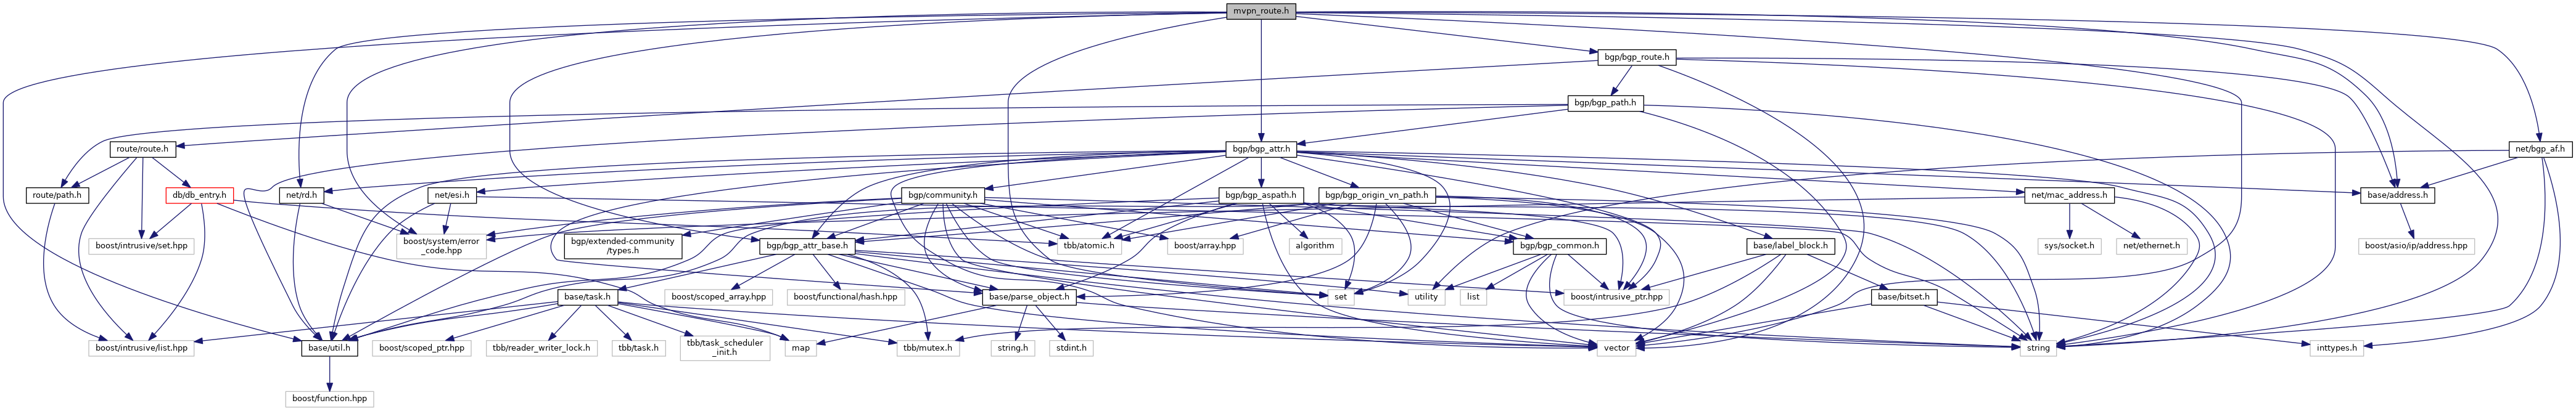 mvpn_route.h
bgp/bgp_route.h
bgp/bgp_path.h
route/route.h
bgp/bgp_attr.h
net/bgp_af.h
route/path.h
db/db_entry.h
net/rd.h
net/esi.h
bgp/community.h
bgp/bgp_aspath.h
bgp/bgp_origin_vn_path.h
net/mac_address.h
base/address.h
boost/intrusive/set.hpp
boost/system/error
_code.hpp
bgp/extended-community
/types.h
bgp/bgp_attr_base.h
tbb/atomic.h
boost/array.hpp
algorithm
bgp/bgp_common.h
base/label_block.h
sys/socket.h
net/ethernet.h
boost/asio/ip/address.hpp
base/task.h
boost/scoped_array.hpp
boost/functional/hash.hpp
base/parse_object.h
set
utility
list
boost/intrusive_ptr.hpp
base/bitset.h
boost/intrusive/list.hpp
base/util.h
boost/scoped_ptr.hpp
tbb/reader_writer_lock.h
tbb/task.h
tbb/task_scheduler
_init.h
map
tbb/mutex.h
string.h
stdint.h
vector
string
inttypes.h
boost/function.hpp